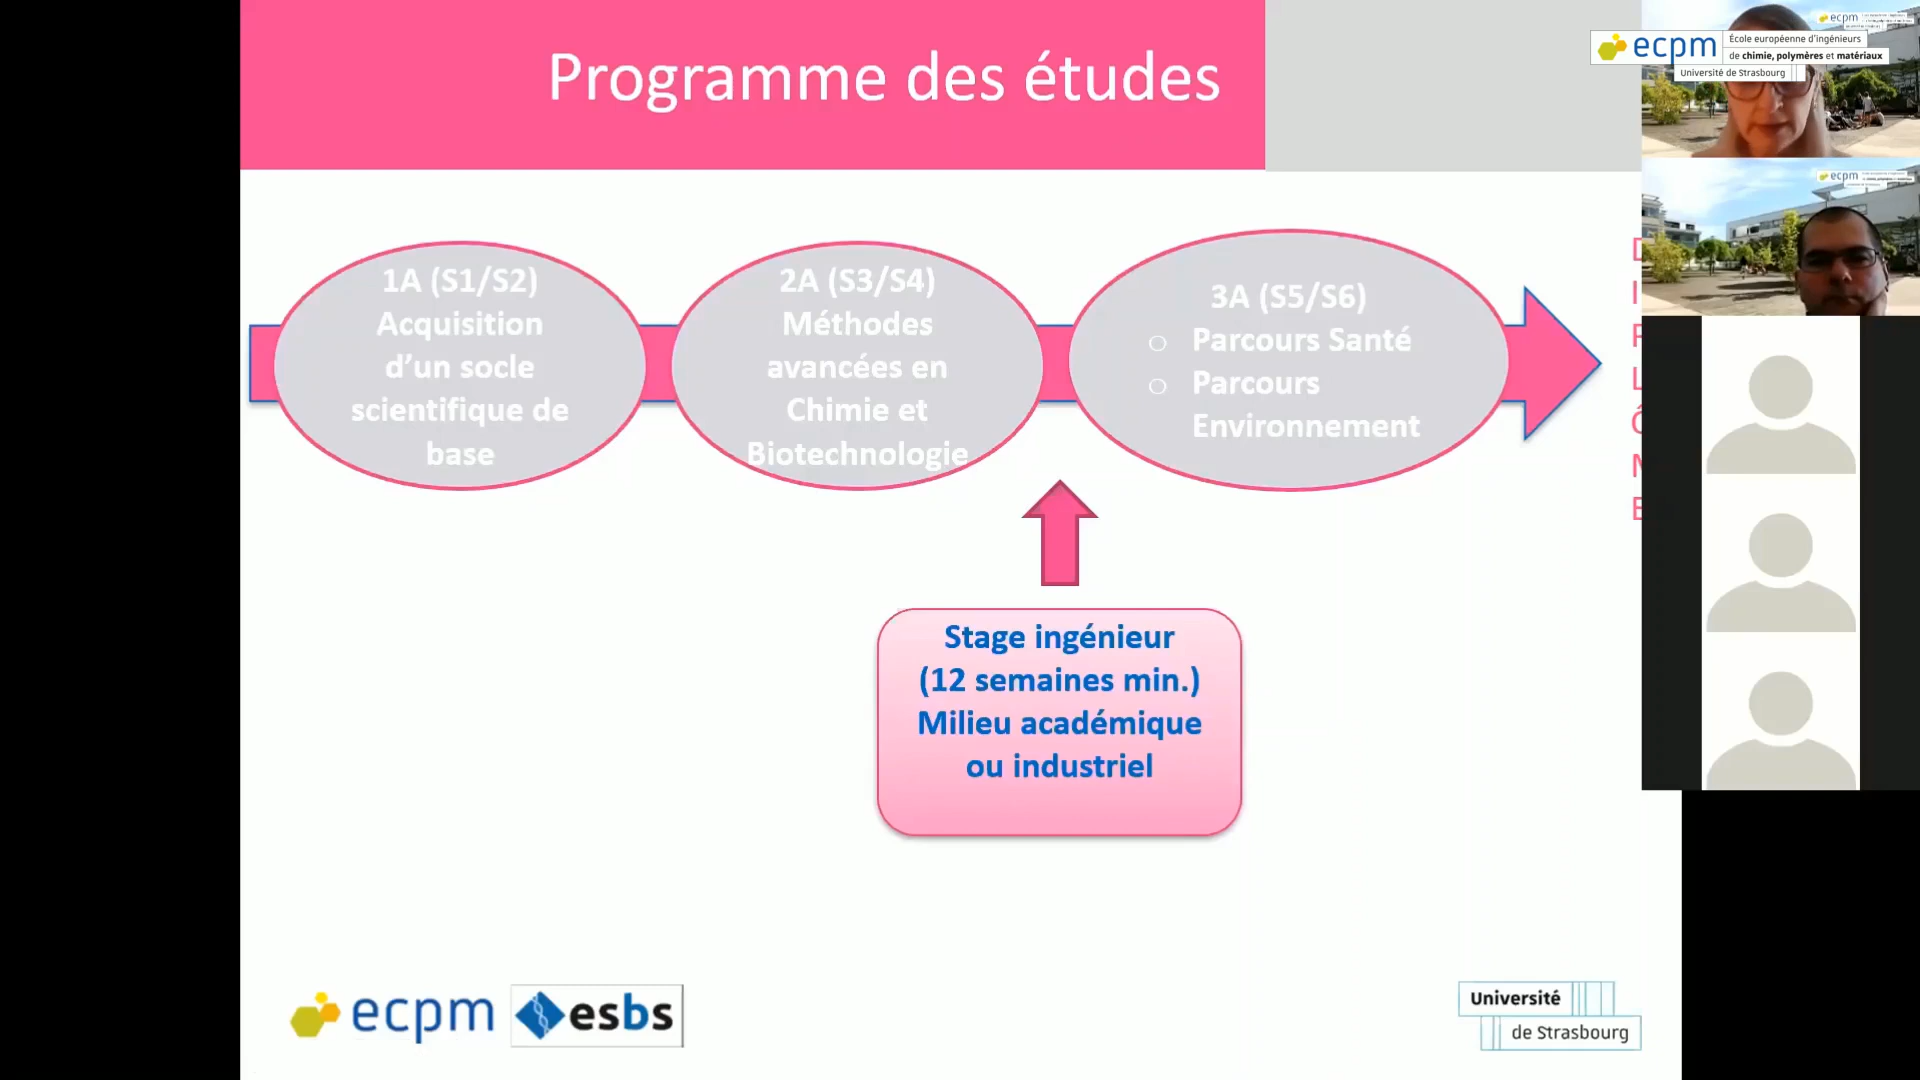 Programme des études
1A (S1/S2)
Acquisition
d’un socle
scientifique de
base
2A (S3/S4)
Méthodes
avancées en
Chimie et
Biotechnologie
3A (S5/S6)
Parcours Santé
Parcours
Environnement
Stage ingénieur
(12 semaines min.)
Milieu académique
ou industriel
ecpm
esbs
Université
de Strasbourg
ecpm
École européenne d’ingénieurs
de chimie, polymères et matériaux
Université de Strasbourg
ecpm
ecpm